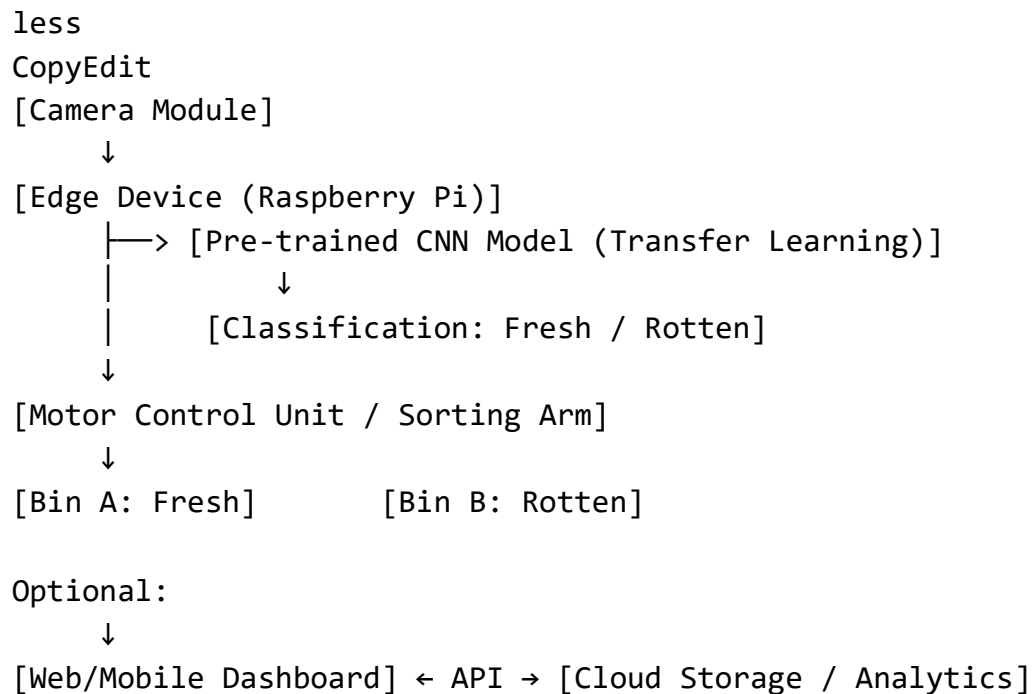 less
CopyEdit
[Camera Module]
↓
[Edge Device (Raspberry Pi)]
├──> [Pre-trained CNN Model (Transfer Learning)]
│ ↓
│ [Classification: Fresh / Rotten]
↓
[Motor Control Unit / Sorting Arm]
↓
[Bin A: Fresh] [Bin B: Rotten]
Optional:
↓
[Web/Mobile Dashboard] ← API → [Cloud Storage / Analytics]